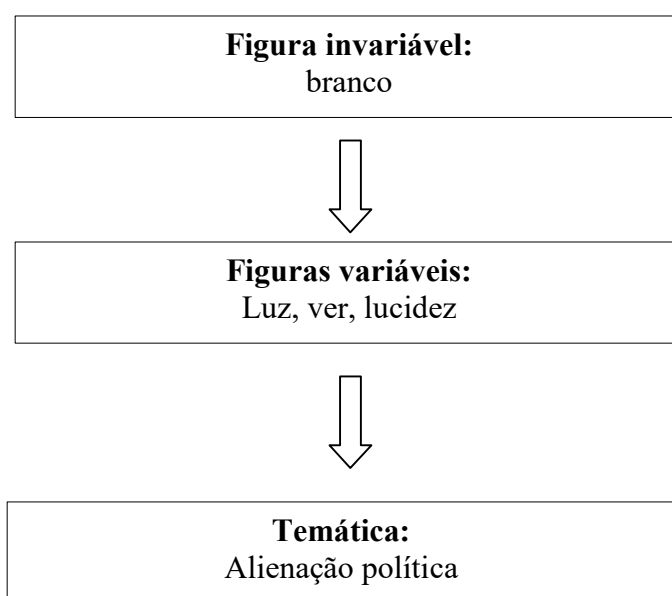 Figura invariável:
branco
Figuras variáveis:
Luz, ver, lucidez
Temática:
Alienação política